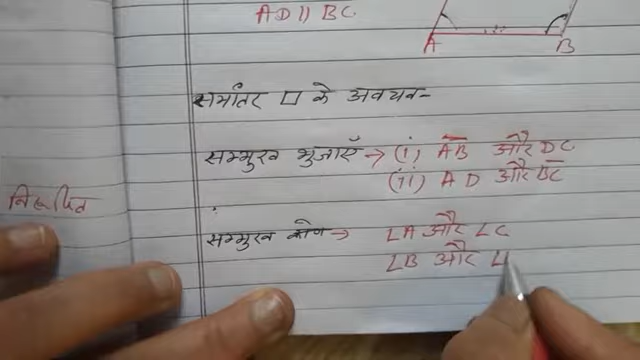 AD || BC
A B
समांतर □ के अवयव-
सम्मुख भुजाएँ → (i) AB और DC
(ii) AD और BC
सम्मुख कोण → ∠A और ∠C
∠B और ∠